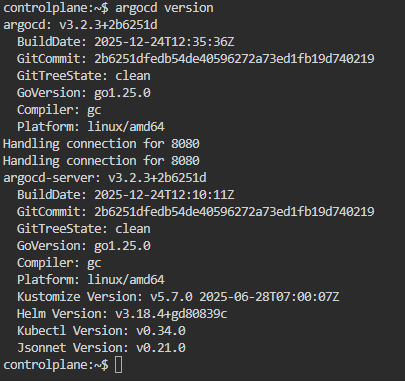 controlplane:~$ argocd version
argocd: v3.2.3+2b6251d
  BuildDate: 2025-12-24T12:35:36Z
  GitCommit: 2b6251dfedb54de40596272a73ed1fb19d740219
  GitTreeState: clean
  GoVersion: go1.25.0
  Compiler: gc
  Platform: linux/amd64
Handling connection for 8080
Handling connection for 8080
argocd-server: v3.2.3+2b6251d
  BuildDate: 2025-12-24T12:10:11Z
  GitCommit: 2b6251dfedb54de40596272a73ed1fb19d740219
  GitTreeState: clean
  GoVersion: go1.25.0
  Compiler: gc
  Platform: linux/amd64
  Kustomize Version: v5.7.0 2025-06-28T07:00:07Z
  Helm Version: v3.18.4+gd80839c
  Kubectl Version: v0.34.0
  Jsonnet Version: v0.21.0
controlplane:~$